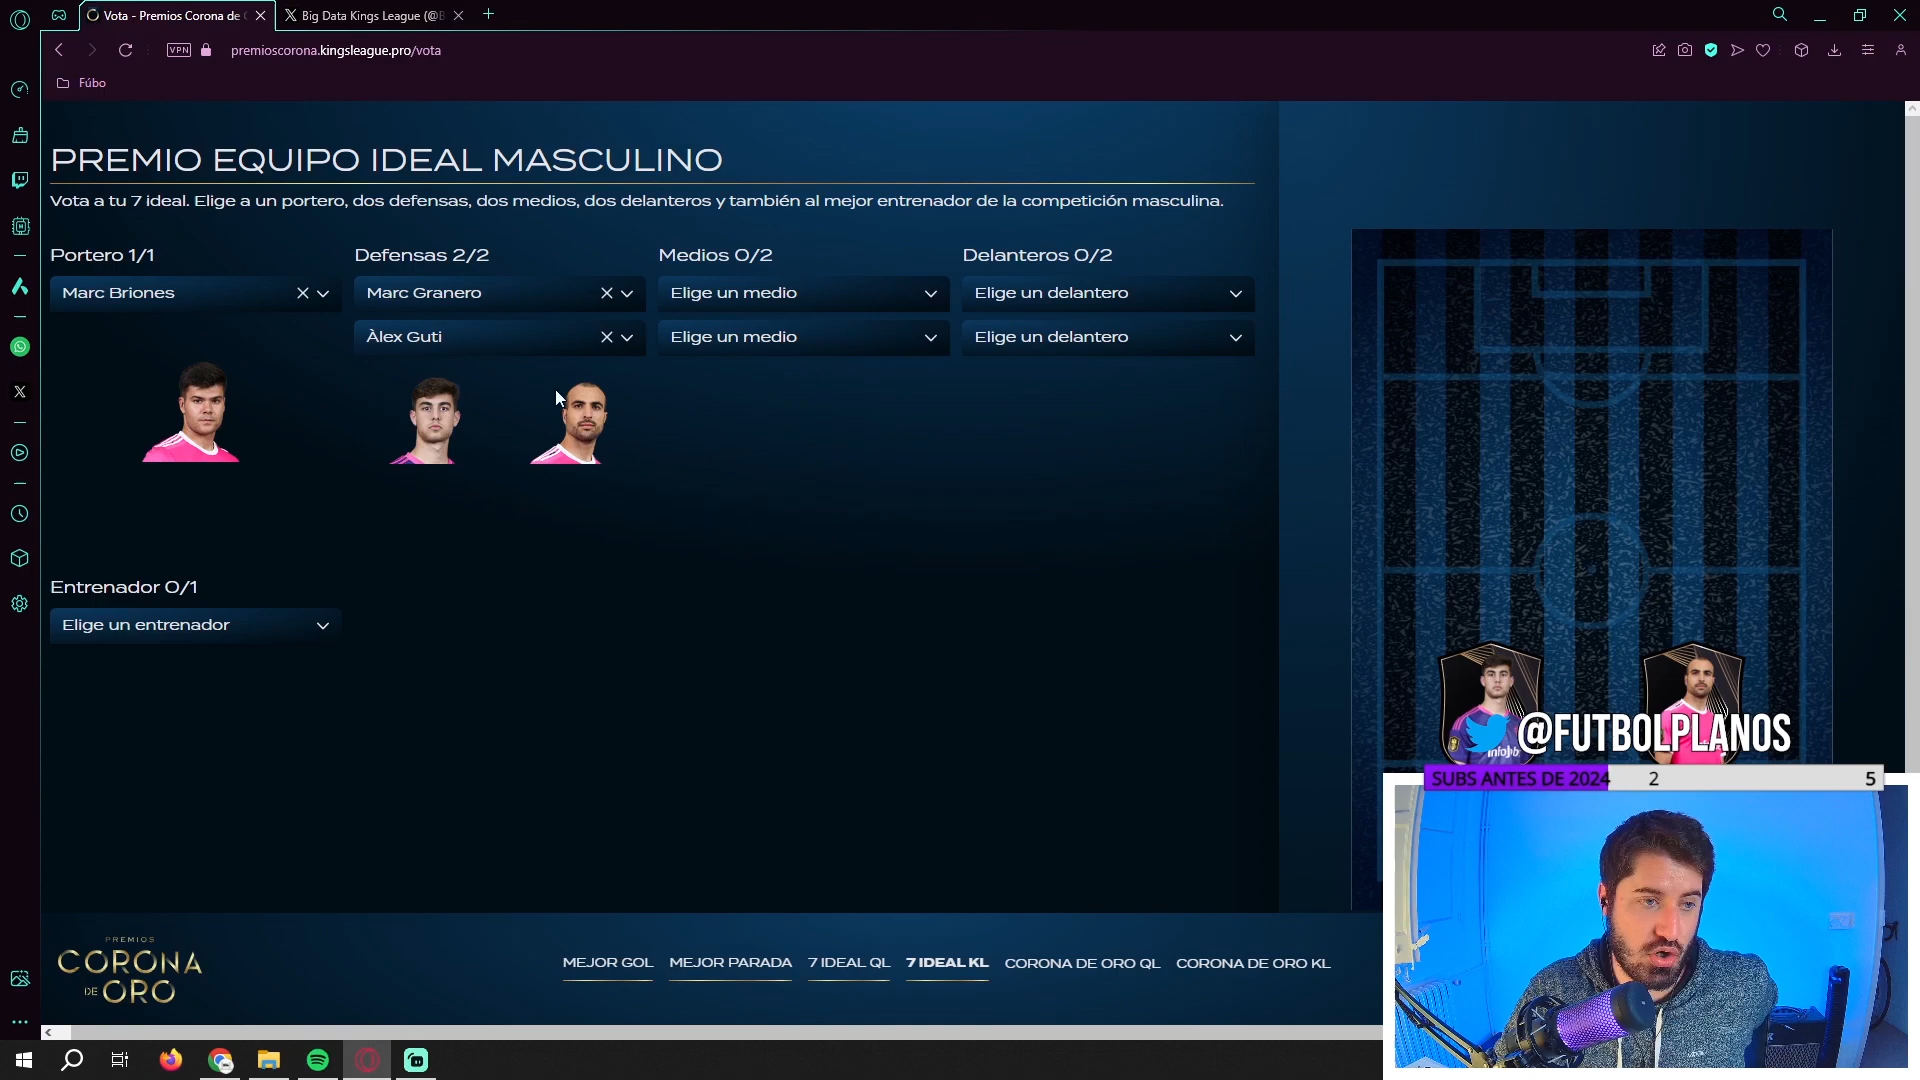 Vota - Premios Corona de
Big Data Kings League (@B
VPN
premioscorona.kingsleague.pro/vota
Fúbo
PREMIO EQUIPO IDEAL MASCULINO
Vota a tu 7 ideal. Elige a un portero, dos defensas, dos medios, dos delanteros y también al mejor entrenador de la competición masculina.
Portero 1/1
Defensas 2/2
Medios 0/2
Delanteros 0/2
Marc Briones
Marc Granero
Elige un medio
Elige un delantero
Àlex Guti
Elige un medio
Elige un delantero
Entrenador 0/1
Elige un entrenador
@FUTBOLPLANOS
SUBS ANTES DE 2024 2 5
PREMIOS
CORONA
DE ORO
MEJOR GOL
MEJOR PARADA
7 IDEAL QL
7 IDEAL KL
CORONA DE ORO QL
CORONA DE ORO KL